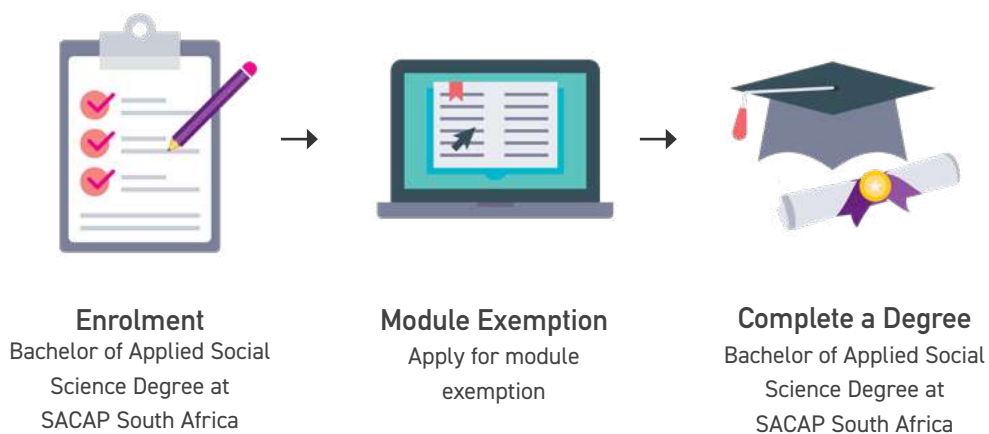 Enrolment
Bachelor of Applied Social
Science Degree at
SACAP South Africa
Module Exemption
Apply for module
exemption
Complete a Degree
Bachelor of Applied Social
Science Degree at
SACAP South Africa